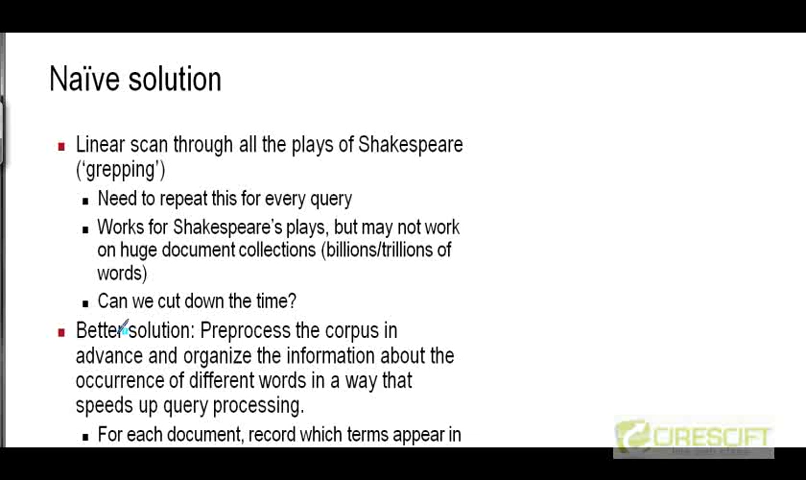 Naïve solution
Linear scan through all the plays of Shakespeare
('grepping')
Need to repeat this for every query
Works for Shakespeare's plays, but may not work
on huge document collections (billions/trillions of
words)
Can we cut down the time?
Better solution: Preprocess the corpus in
advance and organize the information about the
occurrence of different words in a way that
speeds up query processing.
For each document, record which terms appear in
CIRESCIFT